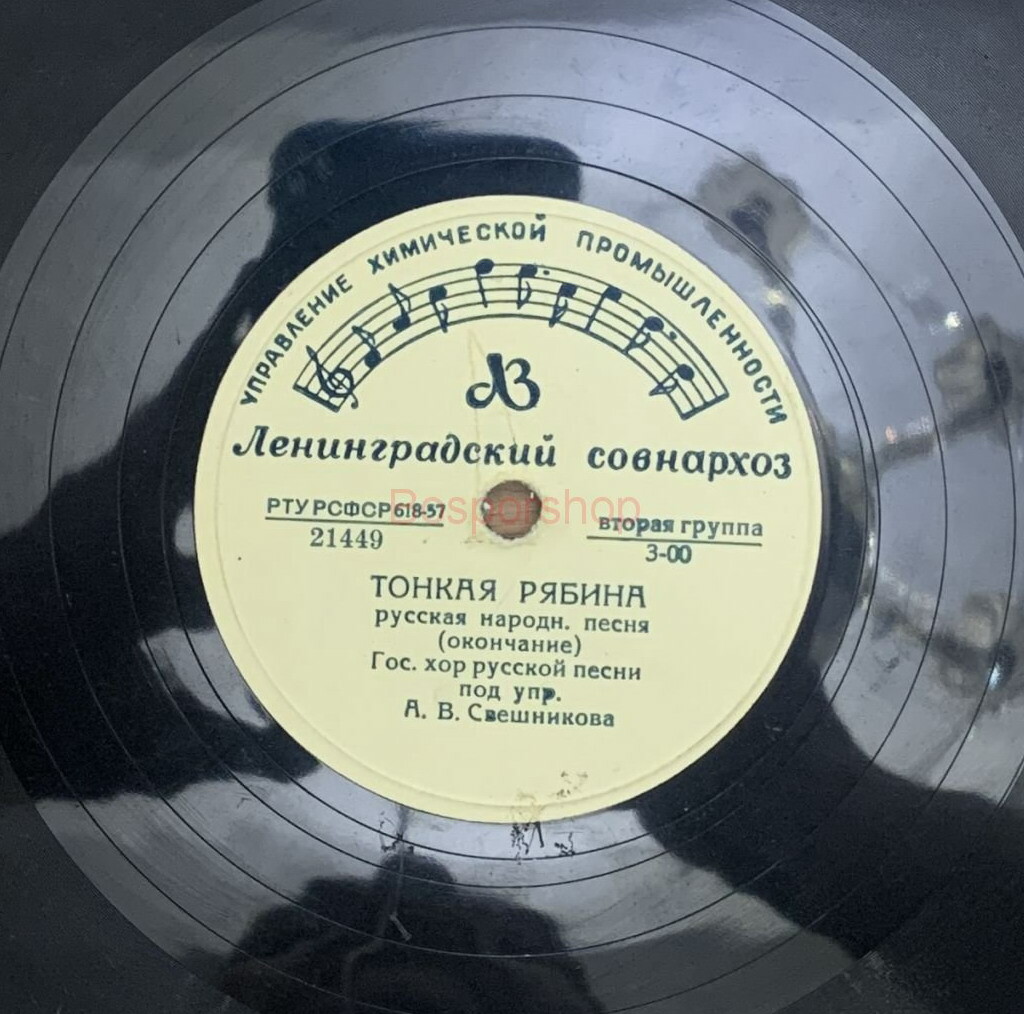 УПРАВЛЕНИЕ ХИМИЧЕСКОЙ ПРОМЫШЛЕННОСТИ
ЛЗ
Ленинградский совнархоз
РТУ РСФСР 618-57
21449
вторая группа
3-00
Bssporshop
ТОНКАЯ РЯБИНА
русская народн. песня
(окончание)
Гос. хор русской песни
под упр.
А. В. Свешникова